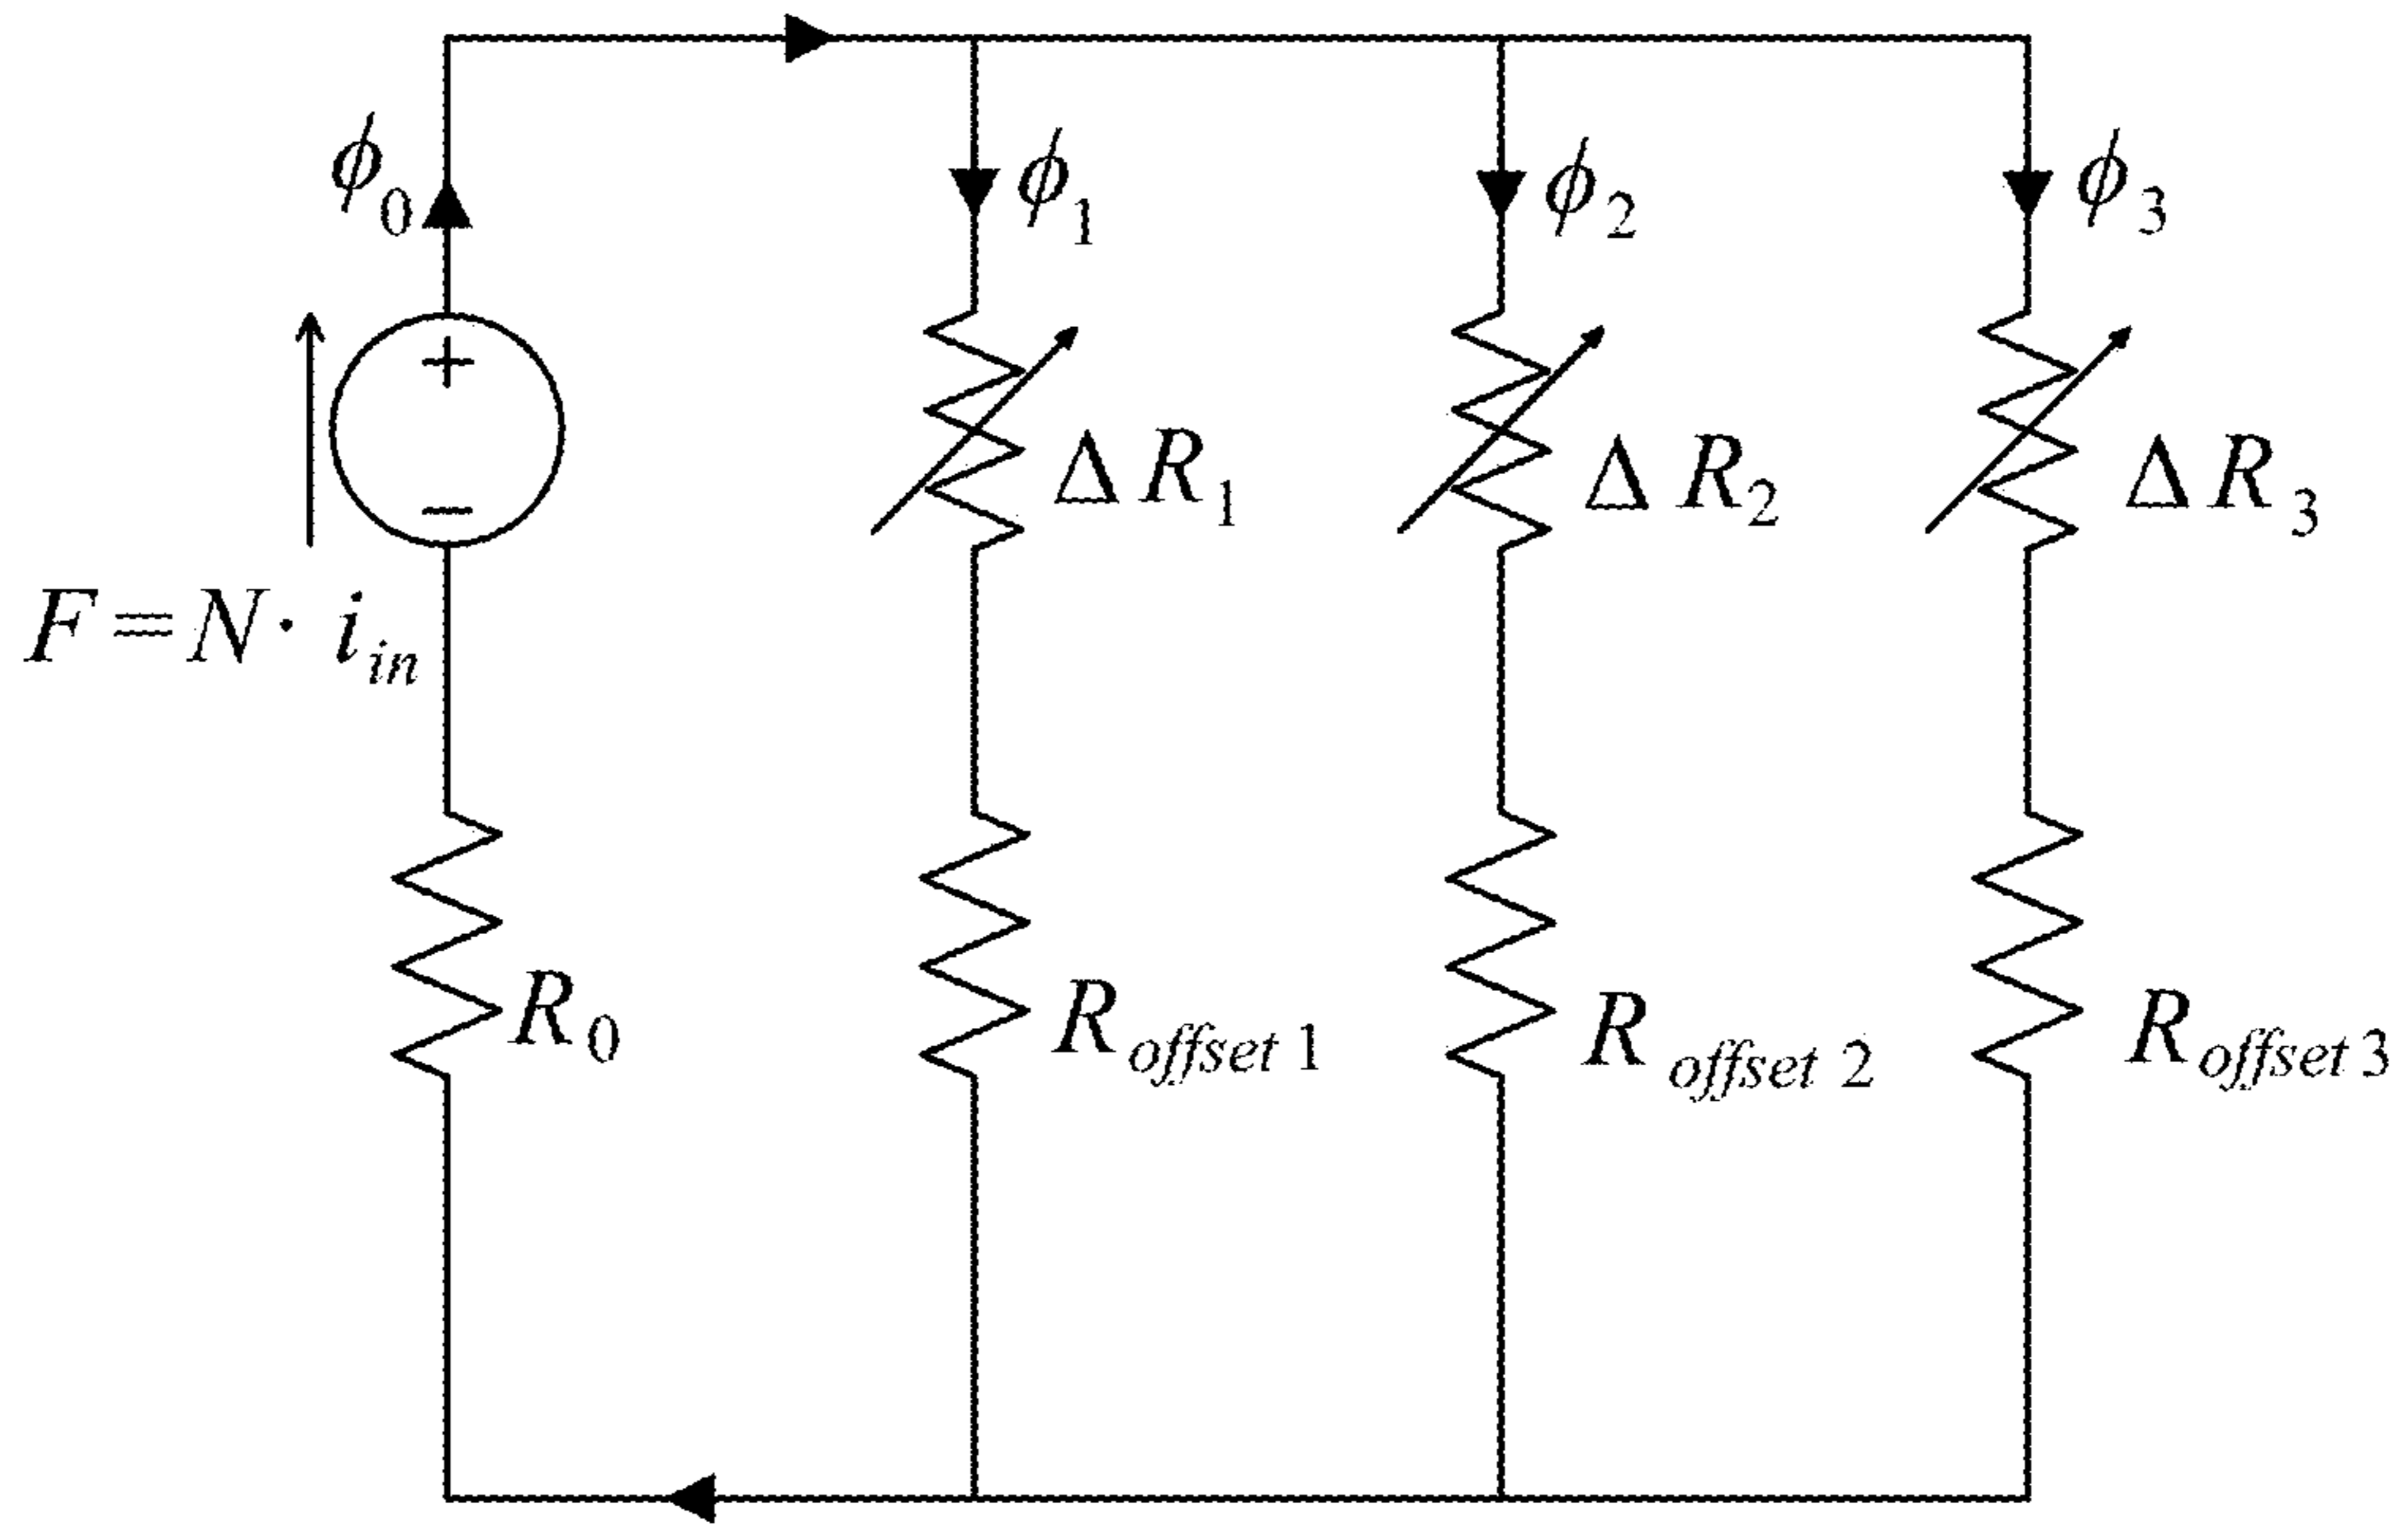 ϕ0
ϕ1
ϕ2
ϕ3
+
−
ΔR1
ΔR2
ΔR3
F=N· iin
R0
Roffset 1
Roffset 2
Roffset 3